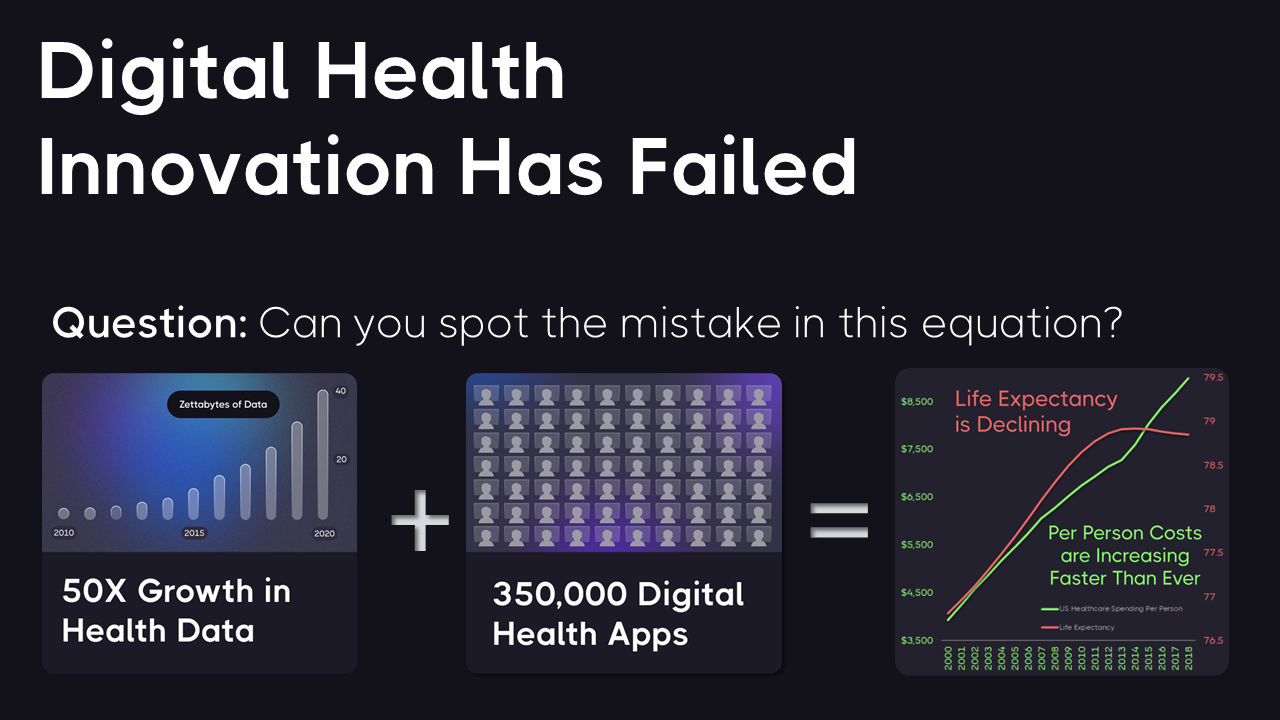 Digital Health
Innovation Has Failed
Question: Can you spot the mistake in this equation?
Zettabytes of Data
40
20
2010
2015
2020
50X Growth in
Health Data
+
350,000 Digital
Health Apps
=
Life Expectancy
is Declining
Per Person Costs
are Increasing
Faster Than Ever
US Healthcare Spending Per Person
Life Expectancy
$8,500
$7,500
$6,500
$5,500
$4,500
$3,500
79.5
79
78.5
78
77.5
77
76.5
2000
2001
2002
2003
2004
2005
2006
2007
2008
2009
2010
2011
2012
2013
2014
2015
2016
2017
2018